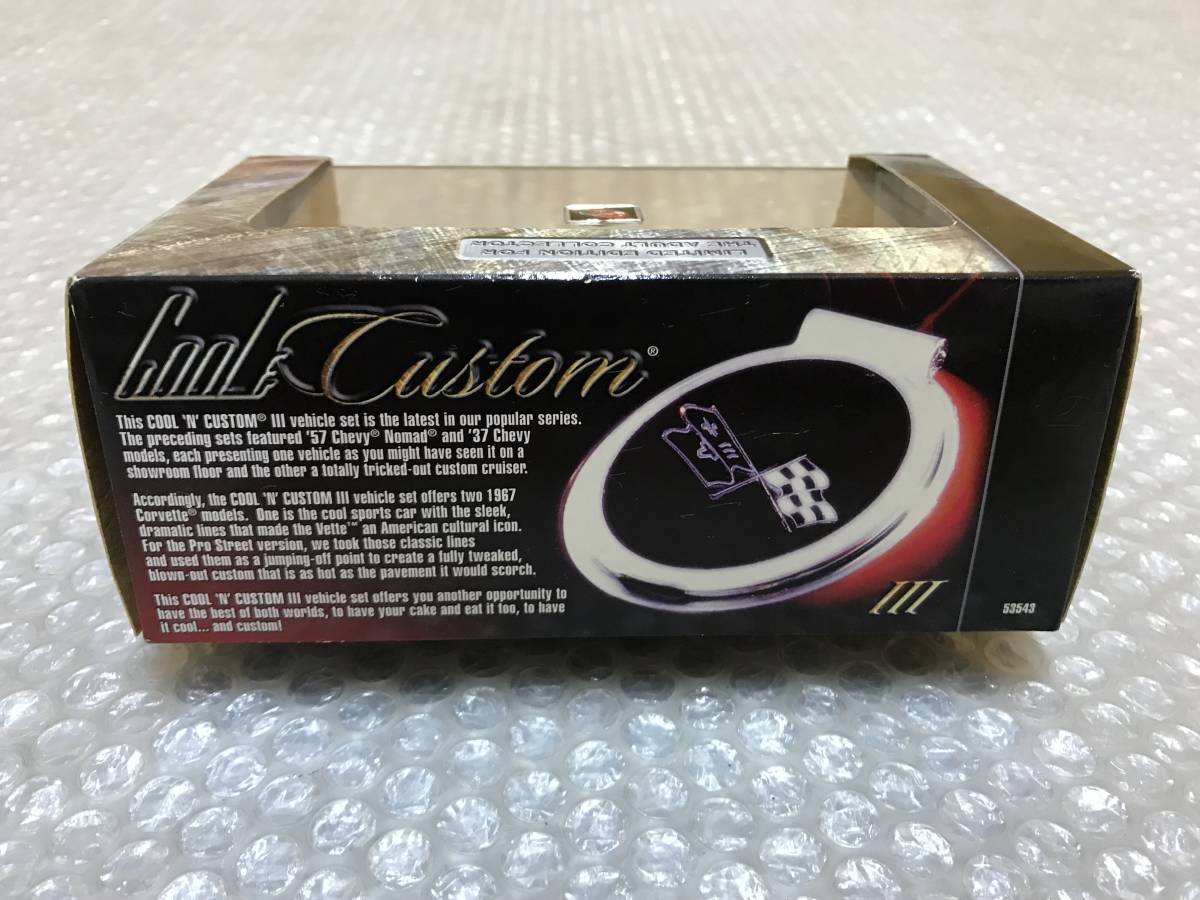 LIMITED EDITION FOR
THE ADULT COLLECTOR
Cool 'N' Custom®
This COOL 'N' CUSTOM® III vehicle set is the latest in our popular series.
The preceding sets featured '57 Chevy® Nomad® and '37 Chevy
models, each presenting one vehicle as you might have seen it on a
showroom floor and the other a totally tricked-out custom cruiser.
Accordingly, the COOL 'N' CUSTOM III vehicle set offers two 1967
Corvette® models. One is the cool sports car with the sleek,
dramatic lines that made the Vette™ an American cultural icon.
For the Pro Street version, we took those classic lines
and used them as a jumping-off point to create a fully tweaked,
blown-out custom that is as hot as the pavement it would scorch.
This COOL 'N' CUSTOM III vehicle set offers you another opportunity to
have the best of both worlds, to have your cake and eat it too, to have
it cool... and custom!
III
53543